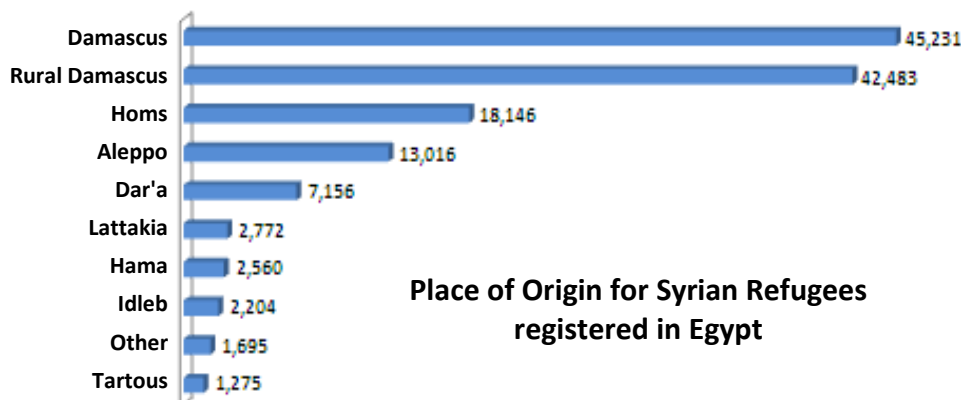 Damascus 45,231
Rural Damascus 42,483
Homs 18,146
Aleppo 13,016
Dar'a 7,156
Lattakia 2,772
Hama 2,560
Idleb 2,204
Other 1,695
Tartous 1,275
Place of Origin for Syrian Refugees
registered in Egypt